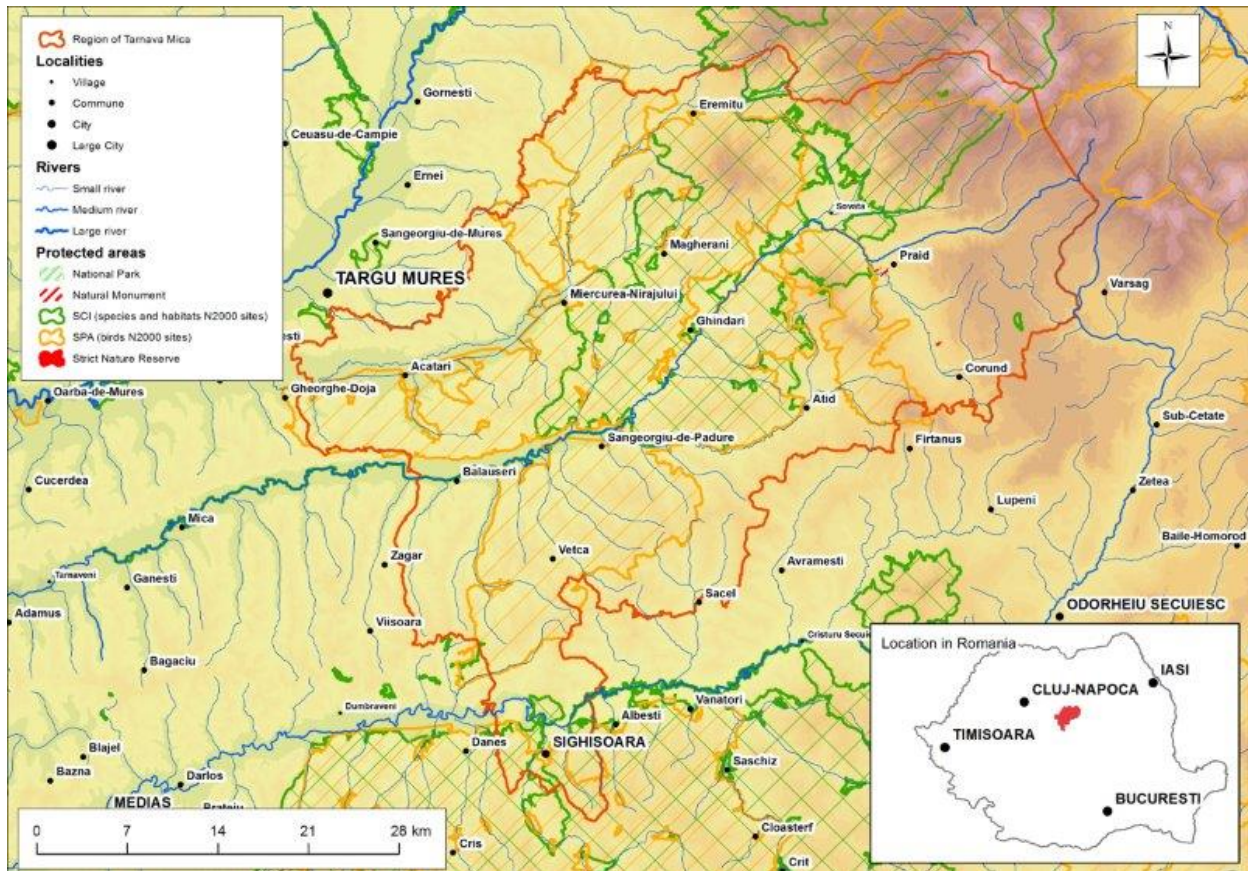 Region of Tarnava Mica
Localities
Village
Commune
City
Large City
Rivers
Small river
Medium river
Large river
Protected areas
National Park
Natural Monument
SCI (species and habitats N2000 sites)
SPA (birds N2000 sites)
Strict Nature Reserve
N
Gornesti
Eremitu
Ceuasu-de-Campie
Ernei
Sovata
Sangeorgiu-de-Mures
Magherani
Praid
TARGU MURES
Varsag
Miercurea-Nirajului
Ghindari
esti
Acatari
Corund
Gheorghe-Doja
Oarba-de-Mures
Atid
Sub-Cetate
Sangeorgiu-de-Padure
Firtanus
Balauseri
Cucerdea
Zetea
Lupeni
Mica
Baile-Homorod
Vetca
Zagar
Avramesti
Tarnaveni
Ganesti
Sacel
Adamus
ODORHEIU SECUIESC
Viisoara
Cristuru Secuie
Bagaciu
Vanatori
Dumbraveni
Albesti
Danes
SIGHISOARA
Blajel
Saschiz
Bazna
Darlos
MEDIAS
Prateiu
Cloasterf
Cris
Crit
0 7 14 21 28 km
Location in Romania
IASI
CLUJ-NAPOCA
TIMISOARA
BUCURESTI